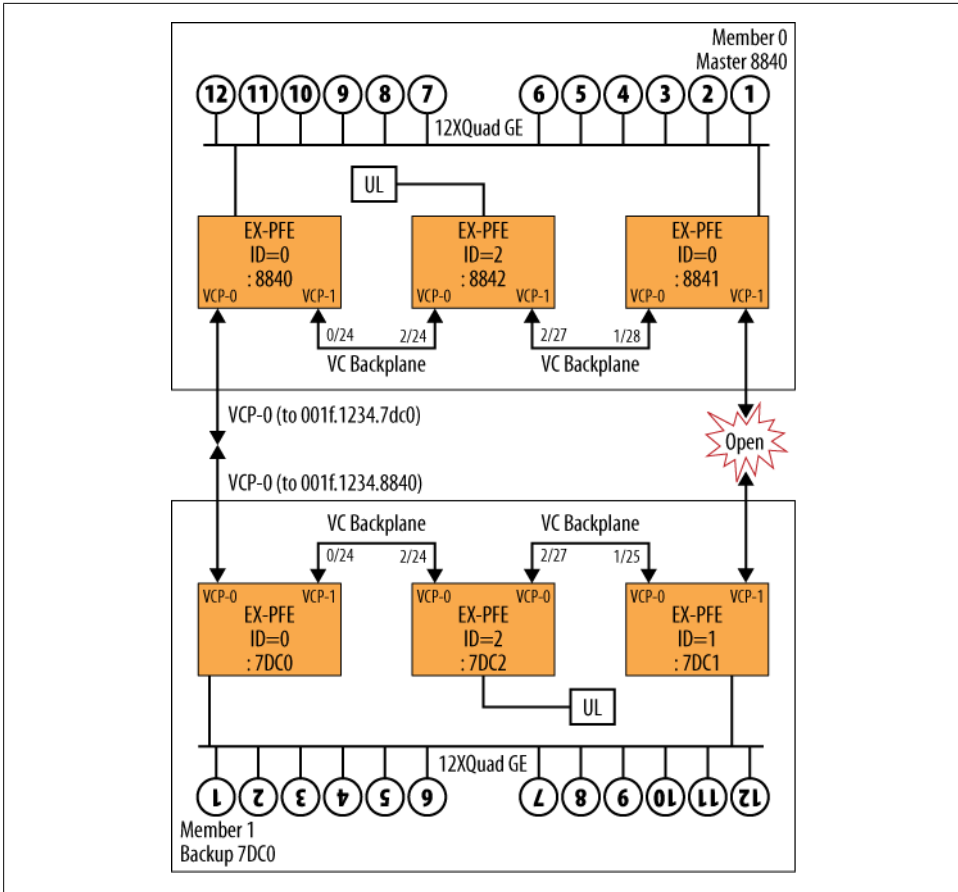 Member 0
Master 8840
12 11 10 9 8 7 6 5 4 3 2 1
12XQuad GE
UL
EX-PFE
ID=0
: 8840
VCP-0 VCP-1
EX-PFE
ID=2
: 8842
VCP-0 VCP-1
EX-PFE
ID=0
: 8841
VCP-0 VCP-1
0/24 2/24
VC Backplane
2/27 1/28
VC Backplane
VCP-0 (to 001f.1234.7dc0)
Open
VCP-0 (to 001f.1234.8840)
VC Backplane
0/24 2/24
VC Backplane
2/27 1/25
VCP-0 VCP-1
EX-PFE
ID=0
: 7DC0
VCP-0 VCP-0
EX-PFE
ID=2
: 7DC2
VCP-0 VCP-1
EX-PFE
ID=1
: 7DC1
UL
12XQuad GE
1 2 3 4 5 6 7 8 9 10 11 12
Member 1
Backup 7DC0